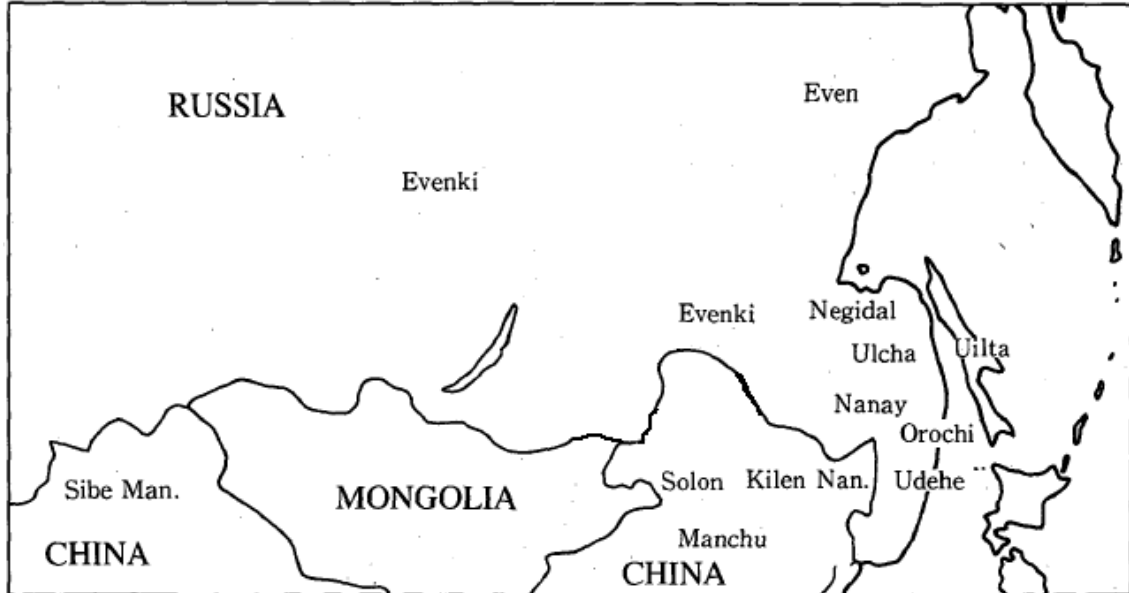 Even
RUSSIA
Evenki
Evenki
Negidal
Ulcha
Uilta
Nanay
Orochi
Sibe Man.
MONGOLIA
Solon
Kilen Nan.
Udehe
Manchu
CHINA
CHINA